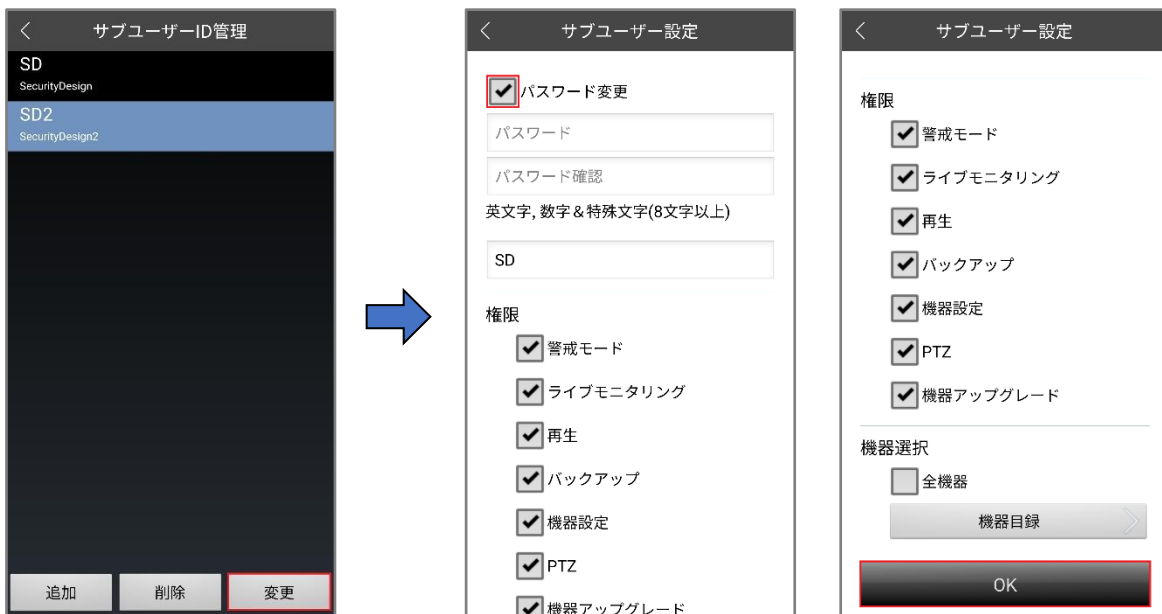 サブユーザーID管理
SD
SecurityDesign
SD2
SecurityDesign2
追加
削除
変更
サブユーザー設定
パスワード変更
パスワード
パスワード確認
英文字, 数字&特殊文字(8文字以上)
SD
権限
警戒モード
ライブモニタリング
再生
バックアップ
機器設定
PTZ
機器アップグレード
サブユーザー設定
権限
警戒モード
ライブモニタリング
再生
バックアップ
機器設定
PTZ
機器アップグレード
機器選択
全機器
機器目録
OK